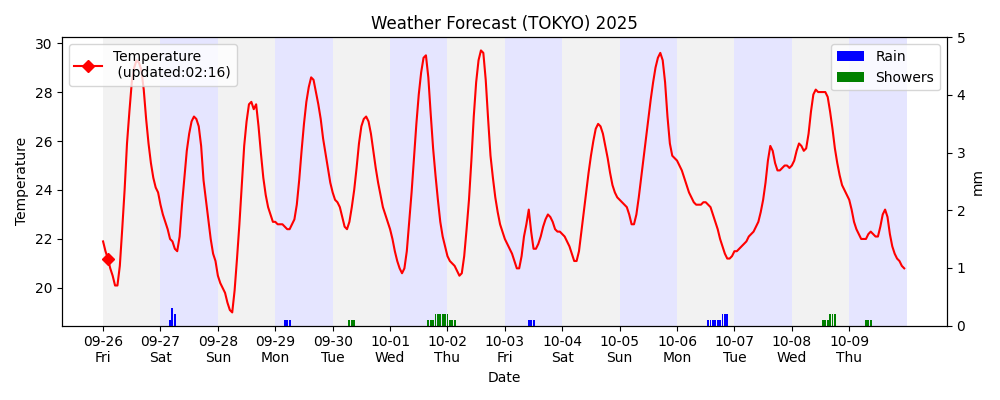 Weather Forecast (TOKYO) 2025
Temperature
(updated:02:16)
Rain
Showers
Temperature
30
28
26
24
22
20
5
4
3
2
1
0
mm
09-26 09-27 09-28 09-29 09-30 10-01 10-02 10-03 10-04 10-05 10-06 10-07 10-08 10-09
Fri Sat Sun Mon Tue Wed Thu Fri Sat Sun Mon Tue Wed Thu
Date